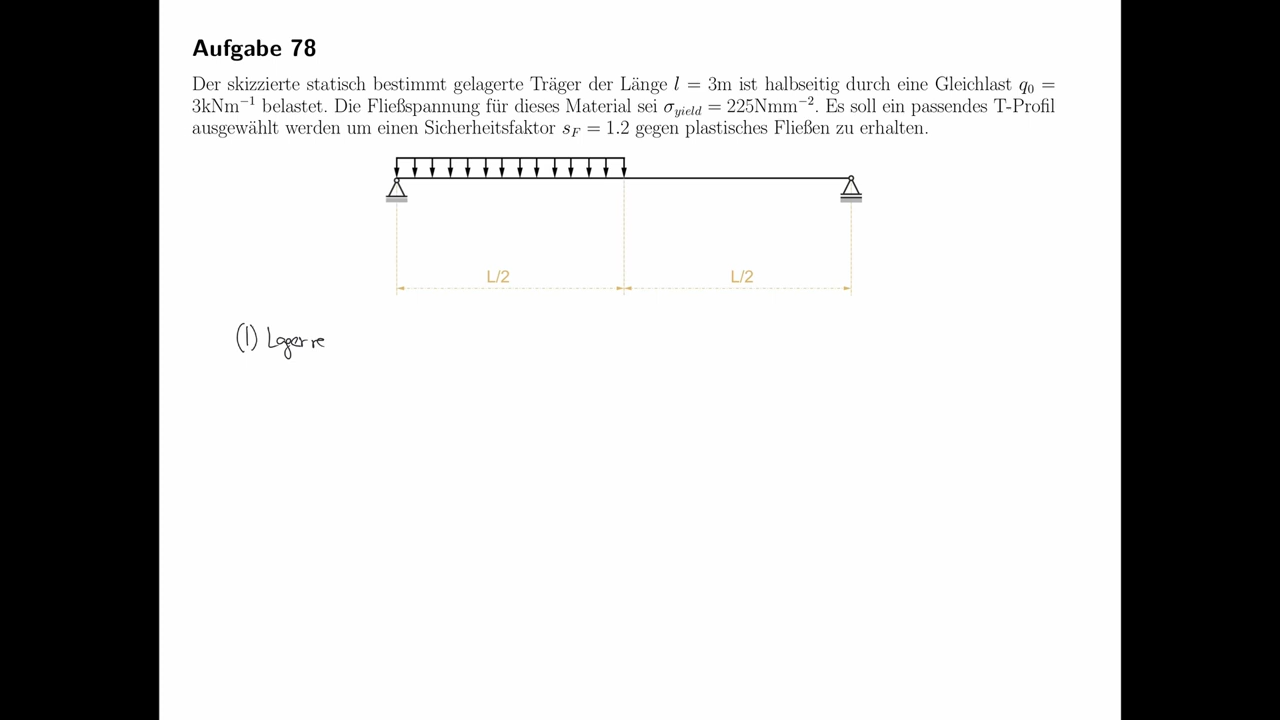 Aufgabe 78
Der skizzierte statisch bestimmt gelagerte Träger der Länge l = 3m ist halbseitig durch eine Gleichlast q₀ =
3kNm⁻¹ belastet. Die Fließspannung für dieses Material sei σ_yield = 225Nmm⁻². Es soll ein passendes T-Profil
ausgewählt werden um einen Sicherheitsfaktor s_F = 1.2 gegen plastisches Fließen zu erhalten.
L/2 L/2
(1) Lagerre